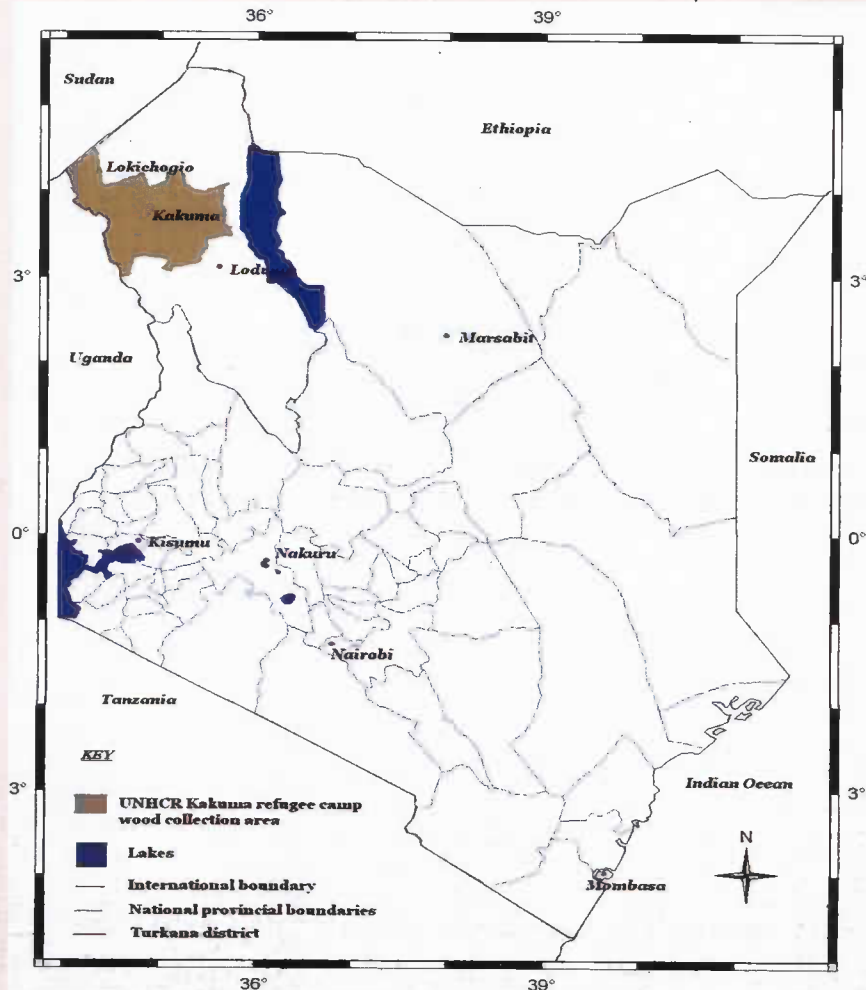 36°
39°
Sudan
Ethiopia
Lokichogio
Kakuma
3°
Lodwar
3°
Marsabit
Uganda
Somalia
0°
Kisumu
Nakuru
0°
Nairobi
Tanzania
KEY
UNHCR Kakuma refugee camp
wood collection area
Lakes
International boundary
National provincial boundaries
Turkana district
3°
Indian Ocean
3°
N
Mombasa
36°
39°